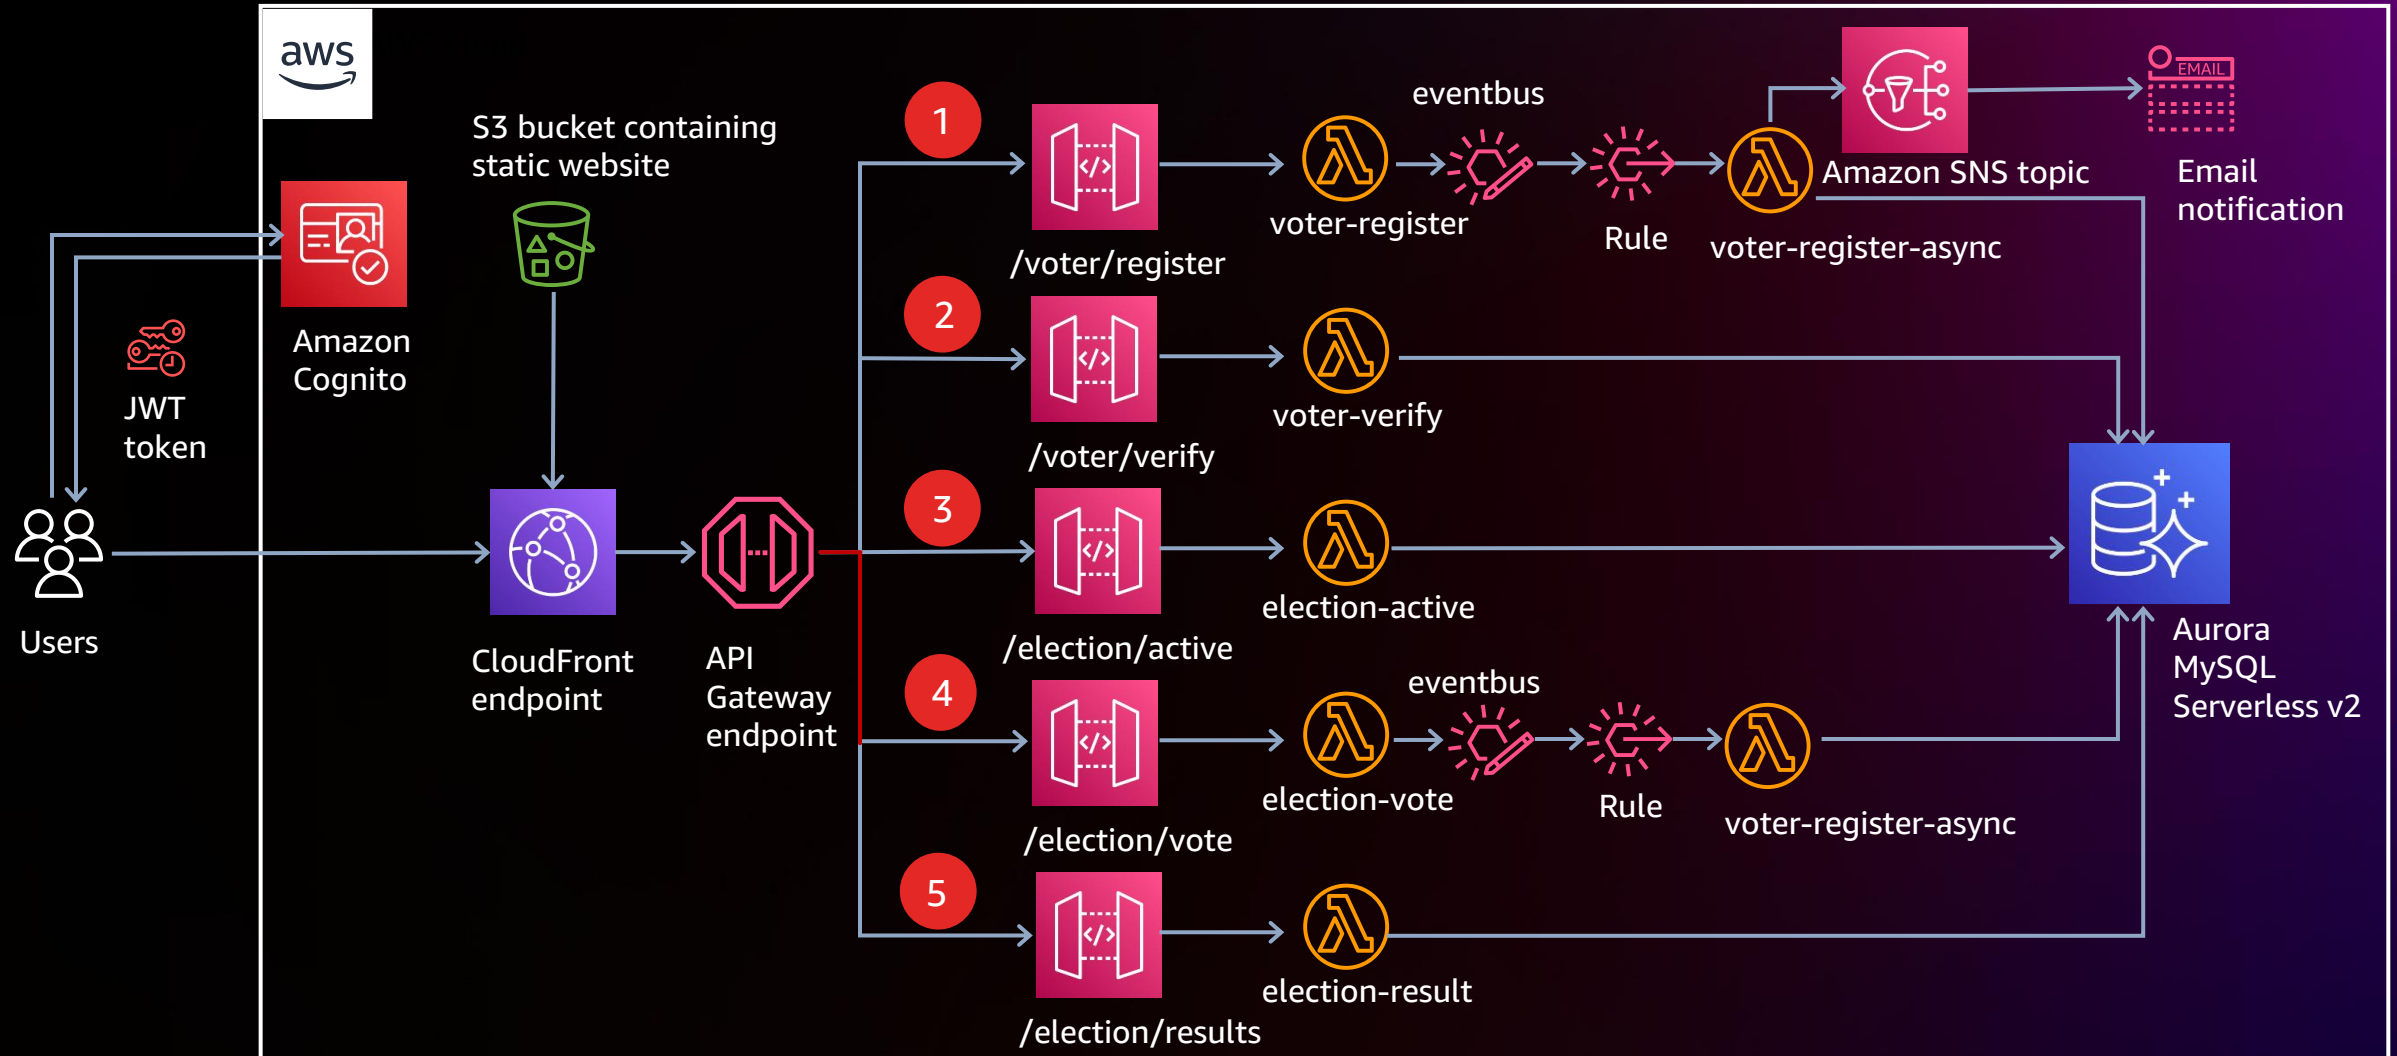 aws
S3 bucket containing
static website
Amazon
Cognito
JWT
token
Users
CloudFront
endpoint
API
Gateway
endpoint
1
/voter/register
voter-register
eventbus
Rule
voter-register-async
Amazon SNS topic
EMAIL
Email
notification
2
/voter/verify
voter-verify
3
/election/active
election-active
4
/election/vote
election-vote
eventbus
Rule
voter-register-async
5
/election/results
election-result
Aurora
MySQL
Serverless v2